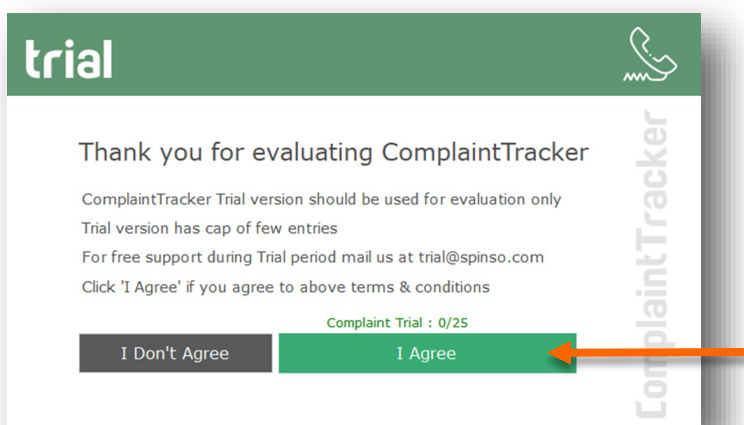 trial
Thank you for evaluating ComplaintTracker
ComplaintTracker Trial version should be used for evaluation only
Trial version has cap of few entries
For free support during Trial period mail us at trial@spinso.com
Click 'I Agree' if you agree to above terms & conditions
Complaint Trial : 0/25
I Don't Agree
I Agree
ComplaintTracker